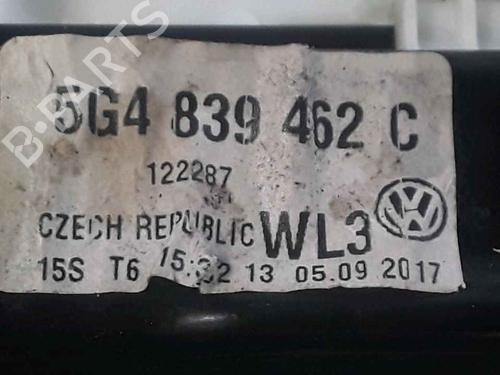 B-PARTS
5G4 839 462 C
122287
CZECH REPUBLIC WL3
15S T6 15:32 13 05.09 2017